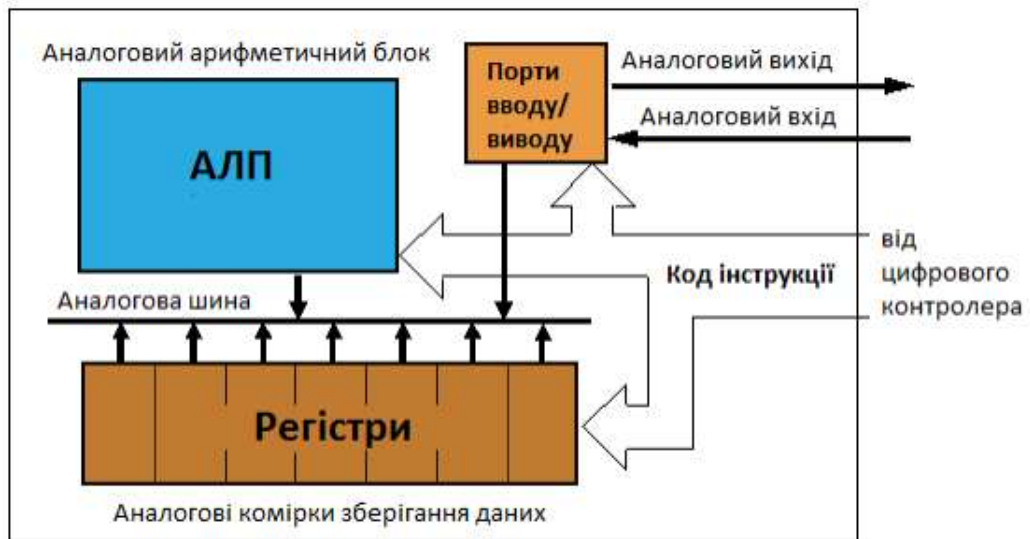 Аналоговий арифметичний блок
АЛП
Порти
вводу/
виводу
Аналоговий вихід
Аналоговий вхід
від
цифрового
контролера
Код інструкції
Аналогова шина
Регістри
Аналогові комірки зберігання даних